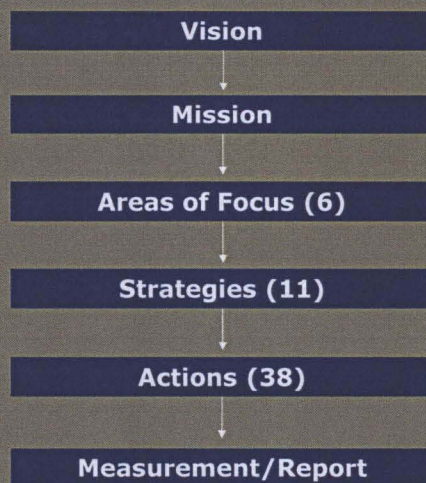 Vision
Mission
Areas of Focus (6)
Strategies (11)
Actions (38)
Measurement/Report